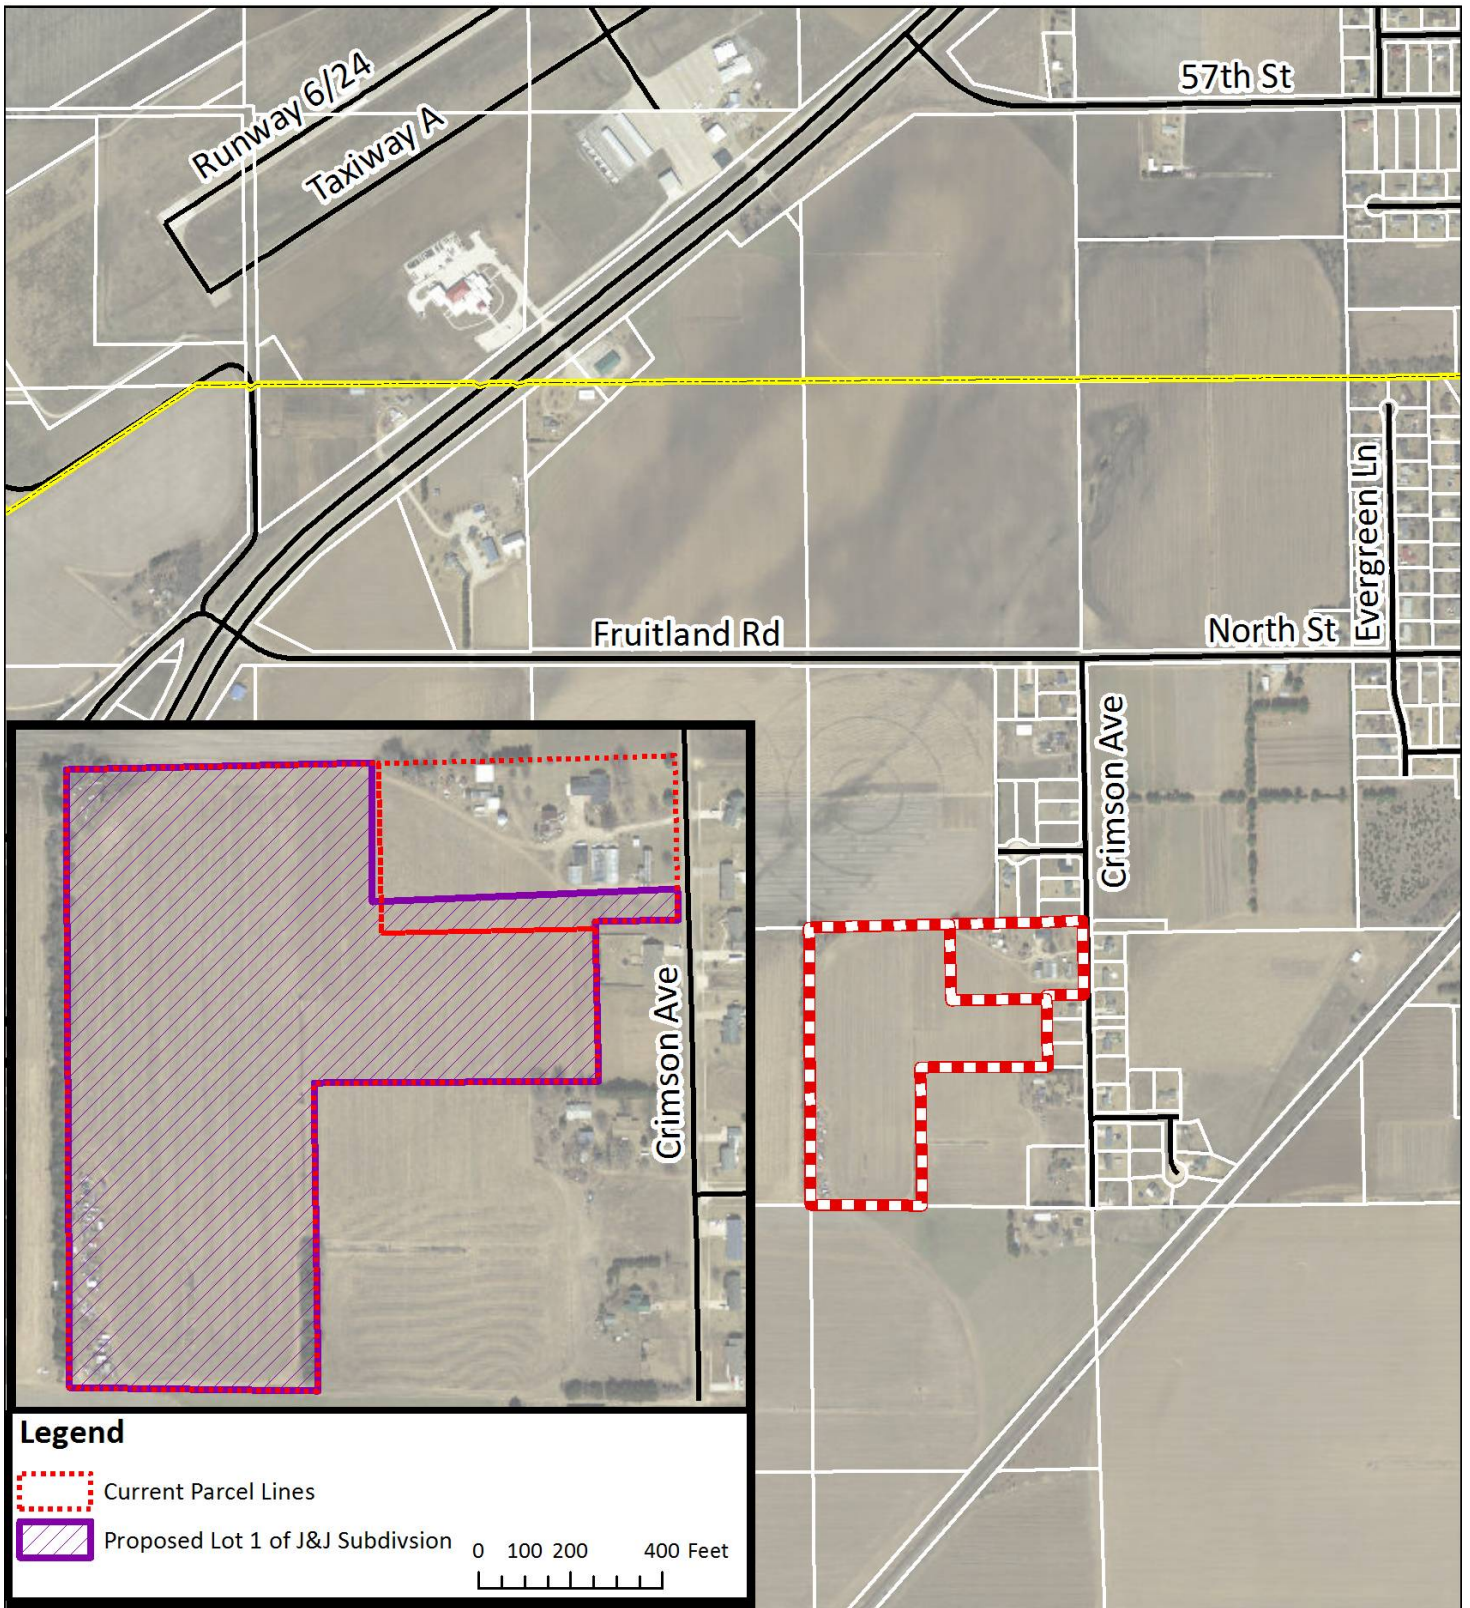 57th St
Runway 6/24
Taxiway A
Evergreen Ln
Fruitland Rd
North St
Crimson Ave
Crimson Ave
Legend
Current Parcel Lines
Proposed Lot 1 of J&J Subdivsion
0 100 200 400 Feet